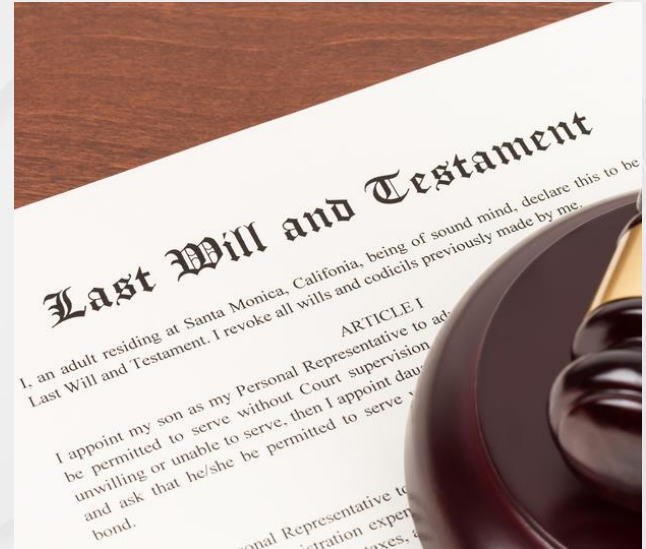 Last Will and Testament
I, an adult residing at Santa Monica, Califonia, being of sound mind, declare this to be
Last Will and Testament. I revoke all wills and codicils previously made by me.
ARTICLE I
I appoint my son as my Personal Representative to
be permitted to serve without Court supervision
unwilling or unable to serve, then I appoint
and ask that he/she be permitted to serve
bond.
Representative to